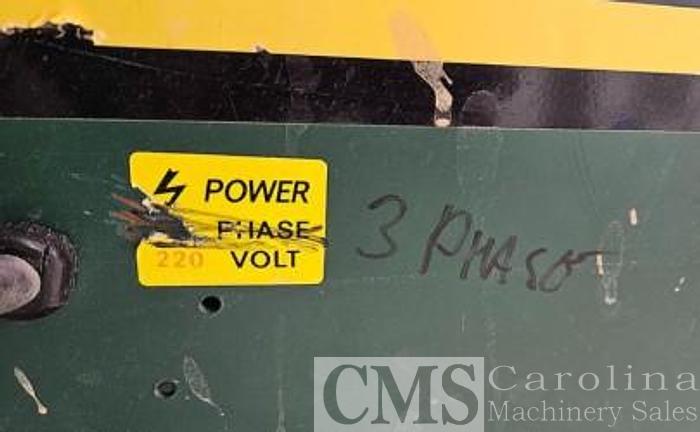 POWER
PHASE
220 VOLT
3 PHASE
CMS Carolina
Machinery Sales